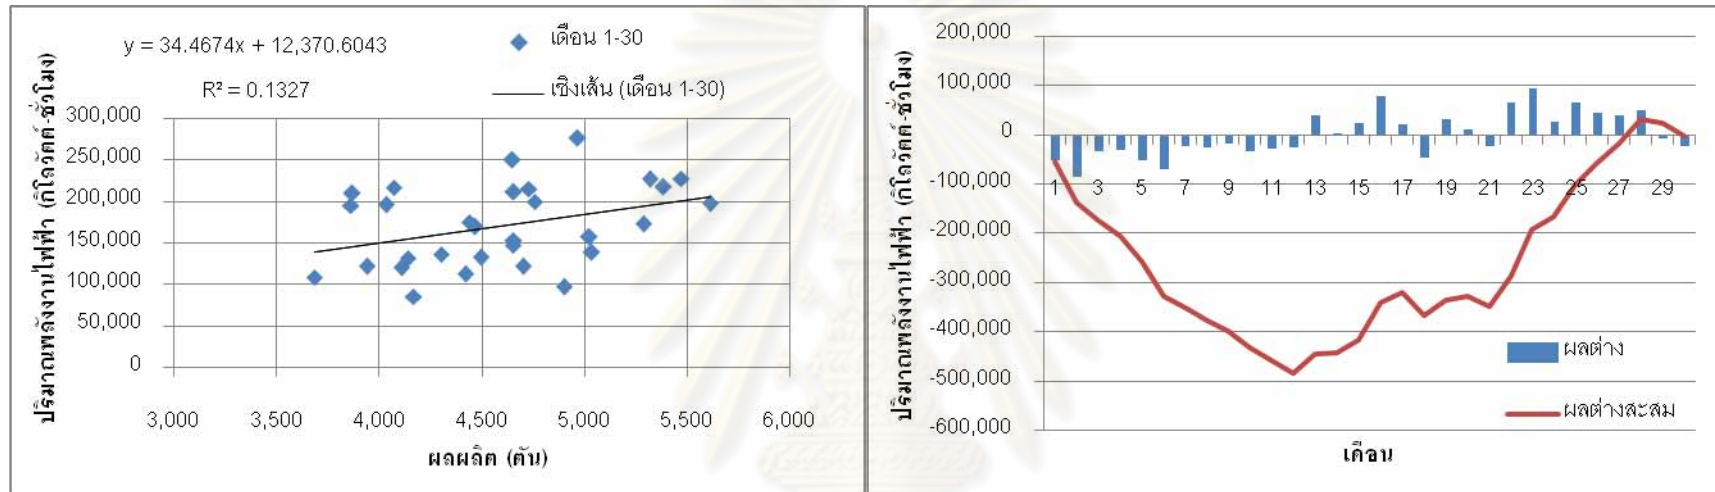 y = 34.4674x + 12,370.6043
R² = 0.1327
เดือน 1-30
เชิงเส้น (เดือน 1-30)
ปริมาณพลังงานไฟฟ้า (กิโลวัตต์-ชั่วโมง)
300,000
250,000
200,000
150,000
100,000
50,000
0
3,000 3,500 4,000 4,500 5,000 5,500 6,000
ผลผลิต (ตัน)
ปริมาณพลังงานไฟฟ้า (กิโลวัตต์-ชั่วโมง)
200,000
100,000
0
-100,000
-200,000
-300,000
-400,000
-500,000
-600,000
1 3 5 7 9 11 13 15 17 19 21 23 25 27 29
ผลต่าง
ผลต่างสะสม
เดือน